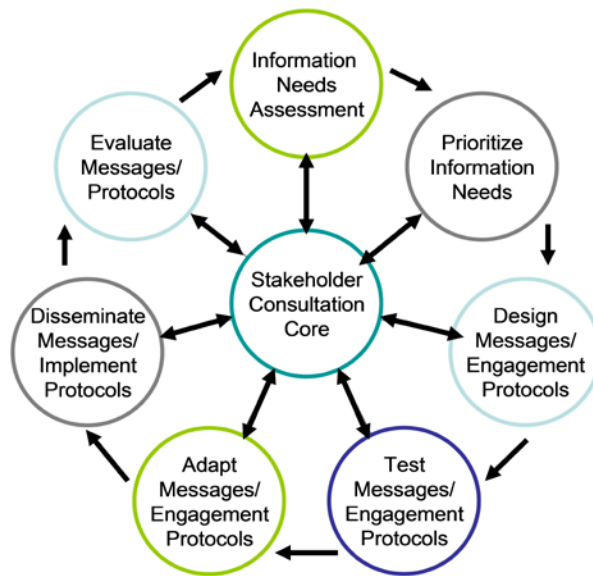 Information
Needs
Assessment
Prioritize
Information
Needs
Design
Messages/
Engagement
Protocols
Test
Messages/
Engagement
Protocols
Adapt
Messages/
Engagement
Protocols
Disseminate
Messages/
Implement
Protocols
Evaluate
Messages/
Protocols
Stakeholder
Consultation
Core